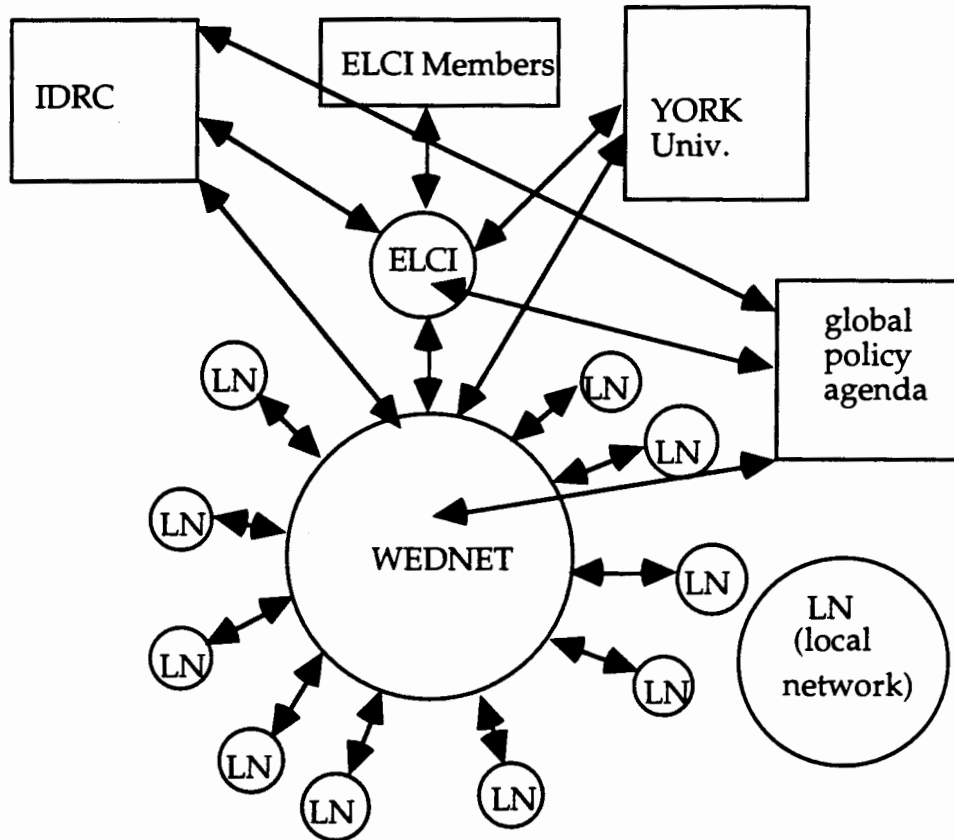 IDRC
ELCI Members
YORK
Univ.
ELCI
global
policy
agenda
LN
LN
LN
LN
WEDNET
LN
LN
LN
LN
LN
LN
LN
(local
network)
LN